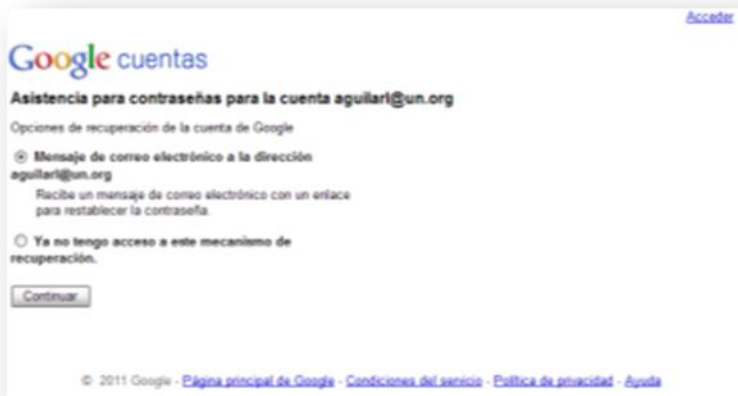 Acceder
Google cuentas
Asistencia para contraseñas para la cuenta aguilarl@un.org
Opciones de recuperación de la cuenta de Google
Mensaje de correo electrónico a la dirección
aguilarl@un.org
Recibe un mensaje de correo electrónico con un enlace
para restablecer la contraseña.
Ya no tengo acceso a este mecanismo de
recuperación.
Continuar
© 2011 Google - Página principal de Google - Condiciones del servicio - Política de privacidad - Ayuda